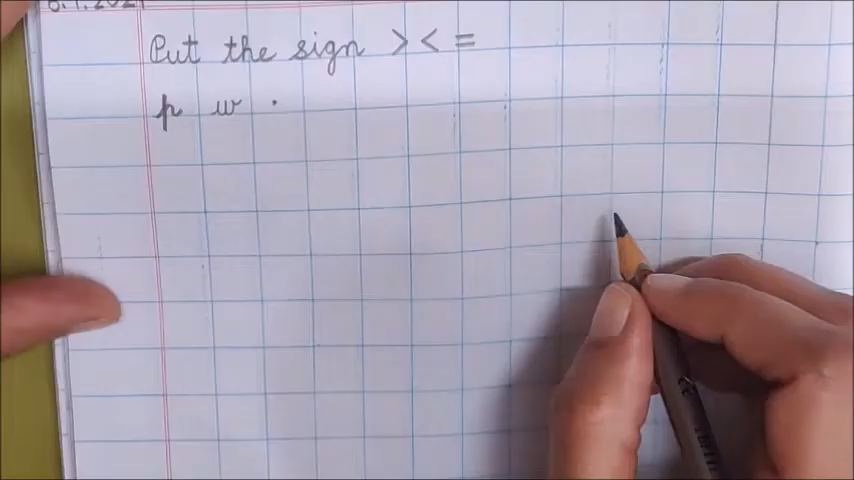 Put the sign > < =
p w .